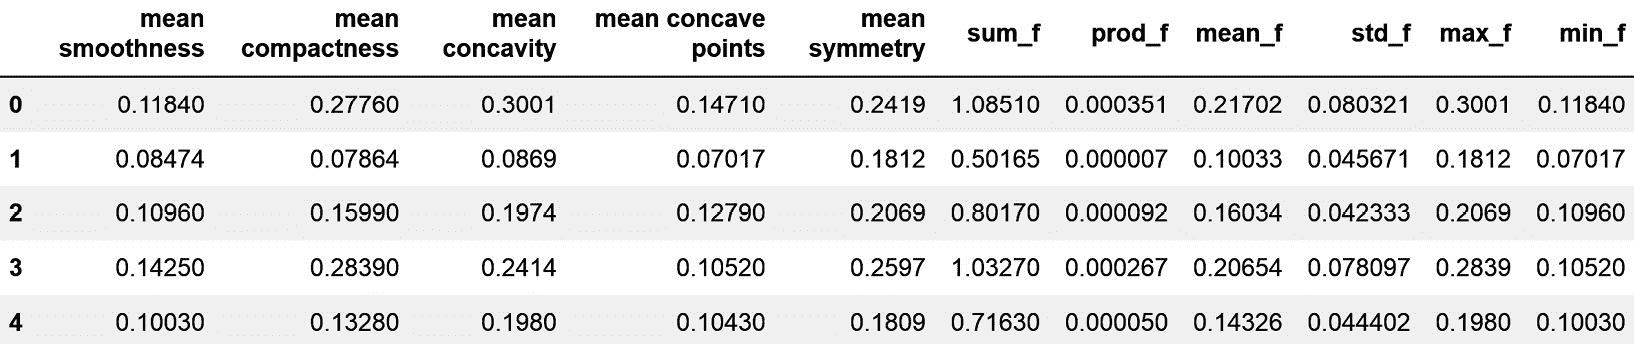 mean smoothness mean compactness mean concavity mean concave points mean symmetry sum_f prod_f mean_f std_f max_f min_f
0 0.11840 0.27760 0.3001 0.14710 0.2419 1.08510 0.000351 0.21702 0.080321 0.3001 0.11840
1 0.08474 0.07864 0.0869 0.07017 0.1812 0.50165 0.000007 0.10033 0.045671 0.1812 0.07017
2 0.10960 0.15990 0.1974 0.12790 0.2069 0.80170 0.000092 0.16034 0.042333 0.2069 0.10960
3 0.14250 0.28390 0.2414 0.10520 0.2597 1.03270 0.000267 0.20654 0.078097 0.2839 0.10520
4 0.10030 0.13280 0.1980 0.10430 0.1809 0.71630 0.000050 0.14326 0.044402 0.1980 0.10030